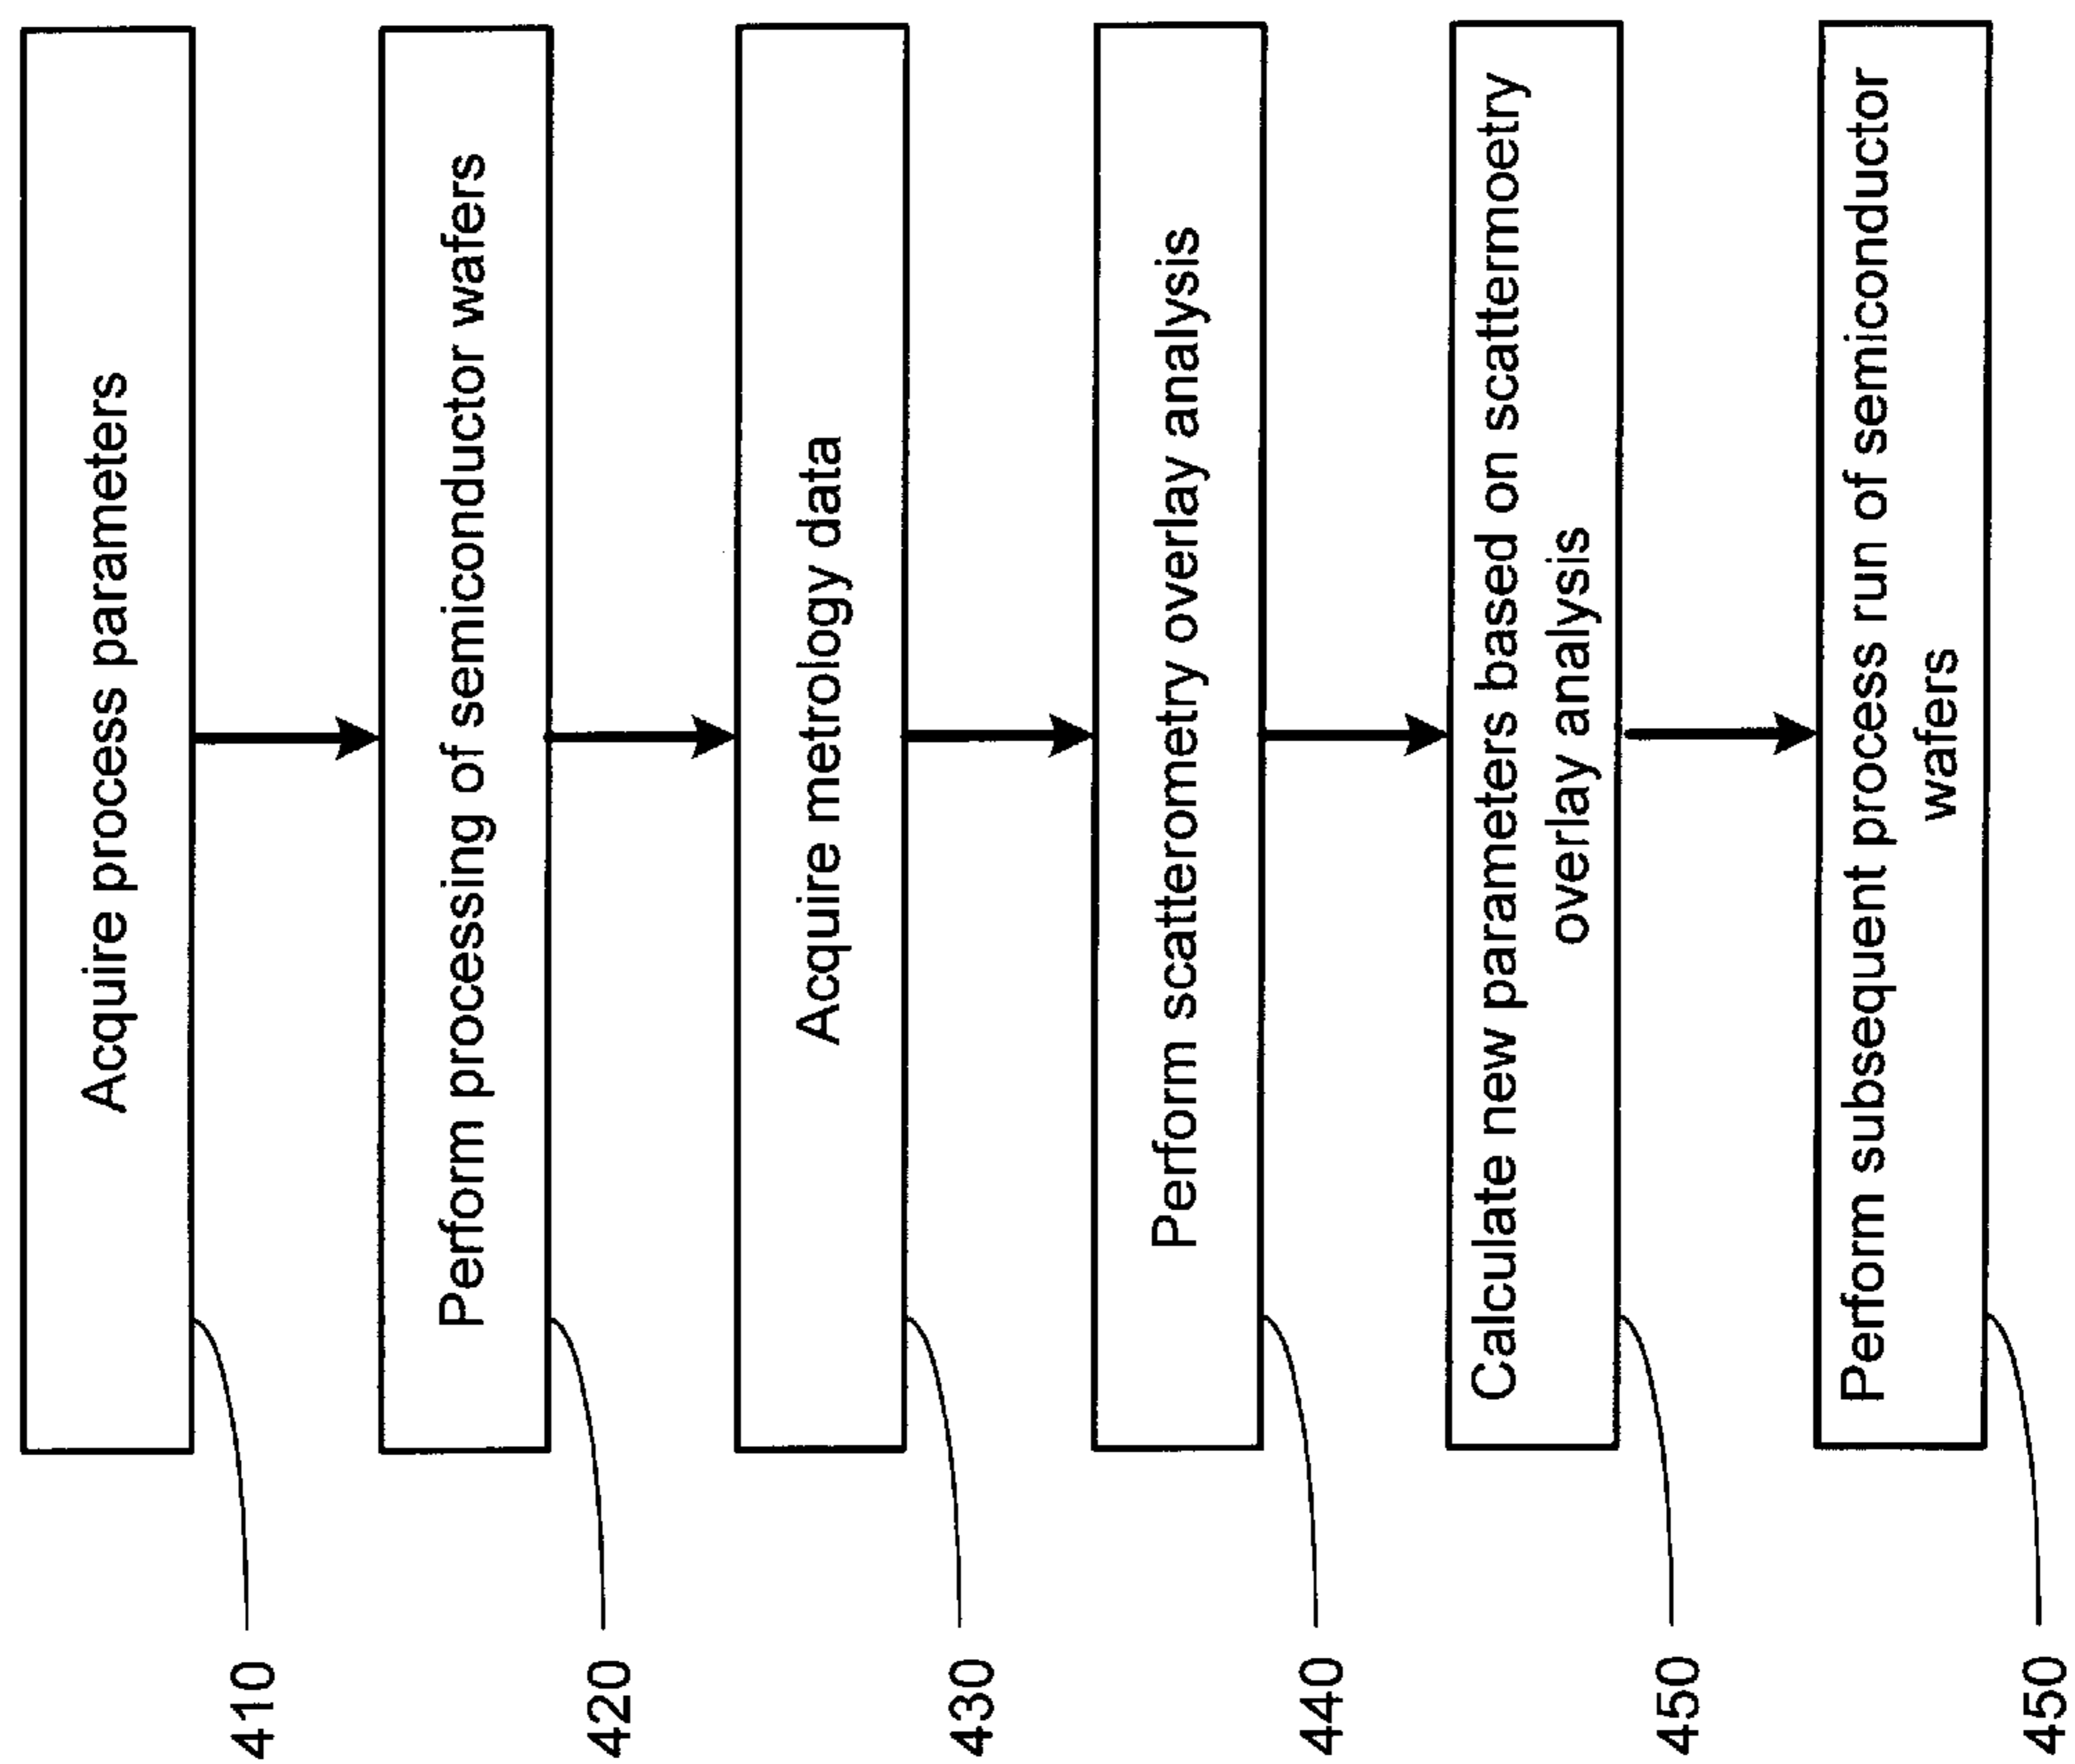 Acquire process parameters
410
Perform processing of semiconductor wafers
420
Acquire metrology data
430
Perform scatterometry overlay analysis
440
Calculate new parameters based on scattermoetry
overlay analysis
450
Perform subsequent process run of semiconductor
wafers
450